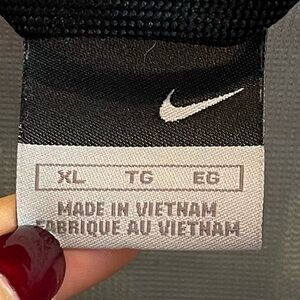 XL TG EG
MADE IN VIETNAM
FABRIQUE AU VIETNAM